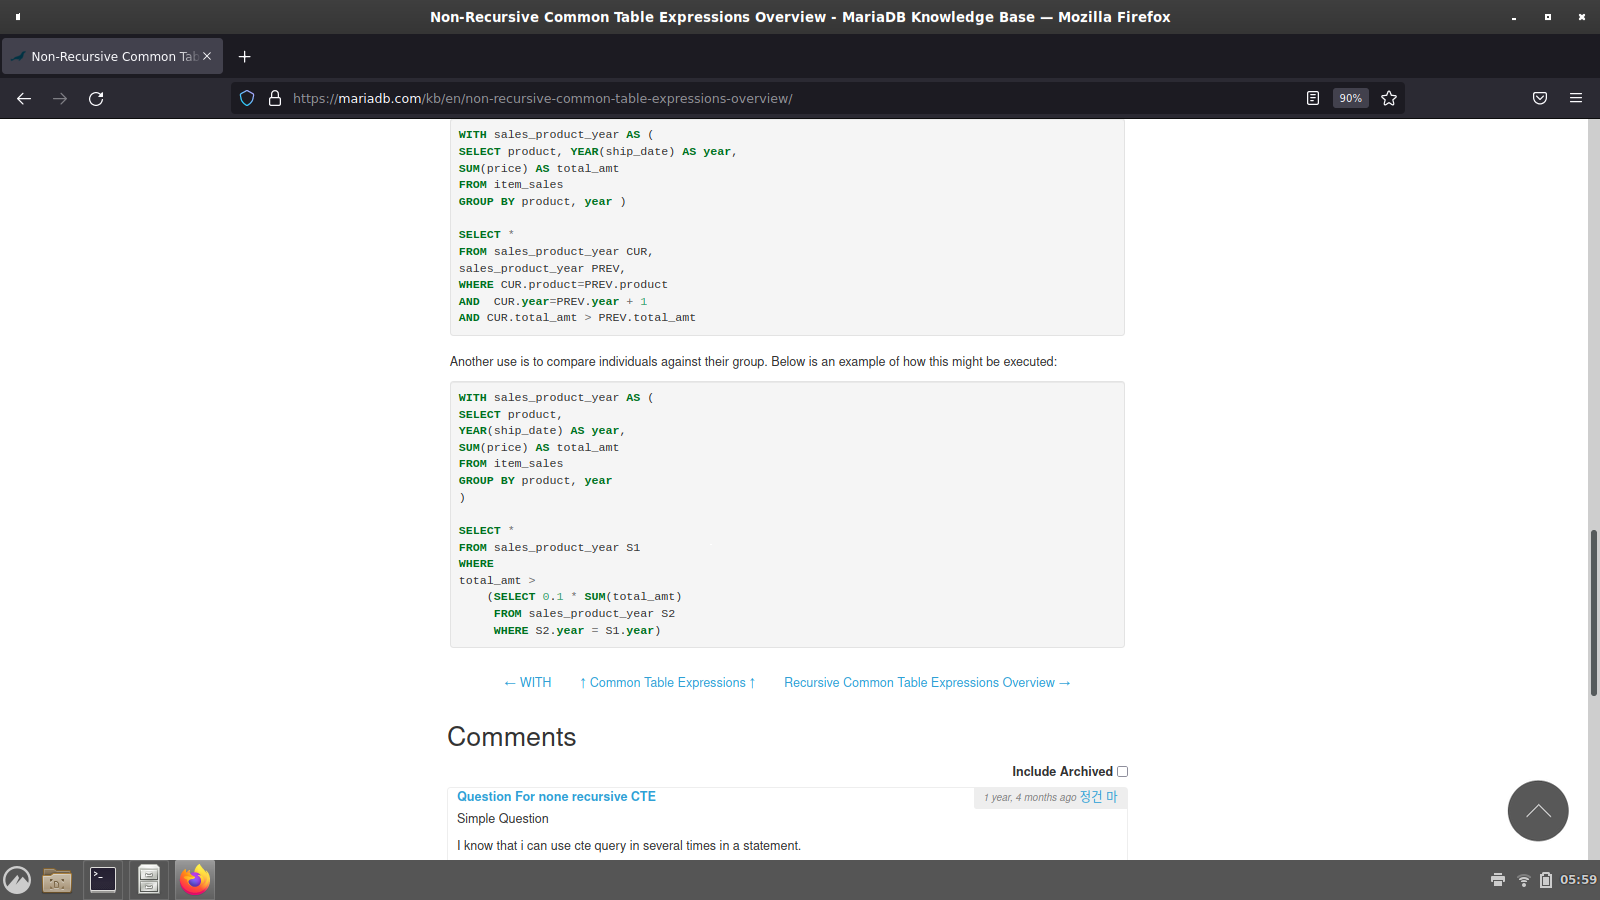 Non-Recursive Common Table Expressions Overview - MariaDB Knowledge Base — Mozilla Firefox
Non-Recursive Common Tab
https://mariadb.com/kb/en/non-recursive-common-table-expressions-overview/
90%
WITH sales_product_year AS (
SELECT product, YEAR(ship_date) AS year,
SUM(price) AS total_amt
FROM item_sales
GROUP BY product, year )
SELECT *
FROM sales_product_year CUR,
sales_product_year PREV,
WHERE CUR.product=PREV.product
AND  CUR.year=PREV.year + 1
AND CUR.total_amt > PREV.total_amt
Another use is to compare individuals against their group. Below is an example of how this might be executed:
WITH sales_product_year AS (
SELECT product,
YEAR(ship_date) AS year,
SUM(price) AS total_amt
FROM item_sales
GROUP BY product, year
)
SELECT *
FROM sales_product_year S1
WHERE
total_amt >
(SELECT 0.1 * SUM(total_amt)
FROM sales_product_year S2
WHERE S2.year = S1.year)
← WITH ↑ Common Table Expressions ↑ Recursive Common Table Expressions Overview →
Comments
Include Archived
Question For none recursive CTE
1 year, 4 months ago 정건 마
Simple Question
I know that i can use cte query in several times in a statement.
05:59